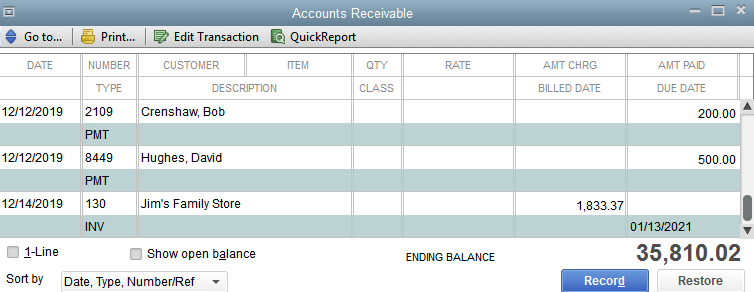 Accounts Receivable
Go to... Print... Edit Transaction QuickReport
DATE NUMBER CUSTOMER ITEM QTY RATE AMT CHRG AMT PAID
TYPE DESCRIPTION CLASS BILLED DATE DUE DATE
12/12/2019 2109 Crenshaw, Bob 200.00
PMT
12/12/2019 8449 Hughes, David 500.00
PMT
12/14/2019 130 Jim's Family Store 1,833.37
INV 01/13/2021
1-Line Show open balance ENDING BALANCE 35,810.02
Sort by Date, Type, Number/Ref Record Restore